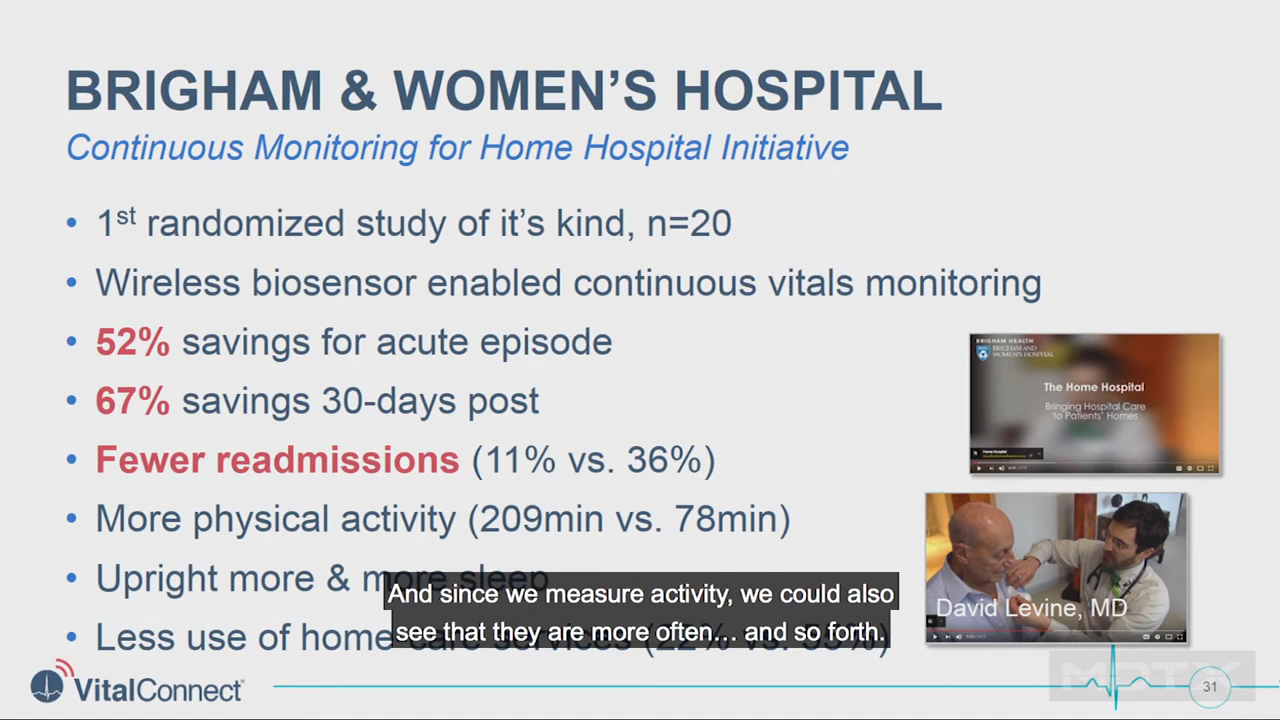 BRIGHAM & WOMEN’S HOSPITAL
Continuous Monitoring for Home Hospital Initiative
• 1st randomized study of it’s kind, n=20
• Wireless biosensor enabled continuous vitals monitoring
• 52% savings for acute episode
• 67% savings 30-days post
• Fewer readmissions (11% vs. 36%)
• More physical activity (209min vs. 78min)
• Upright more & more sleep
• Less use of home care services (22% vs.
And since we measure activity, we could also
see that they are more often... and so forth.
BRIGHAM HEALTH
BRIGHAM AND
WOMEN'S HOSPITAL
The Home Hospital
Bringing Hospital Care
to Patients' Homes
Home Hospital
David Levine, MD
VitalConnect
31